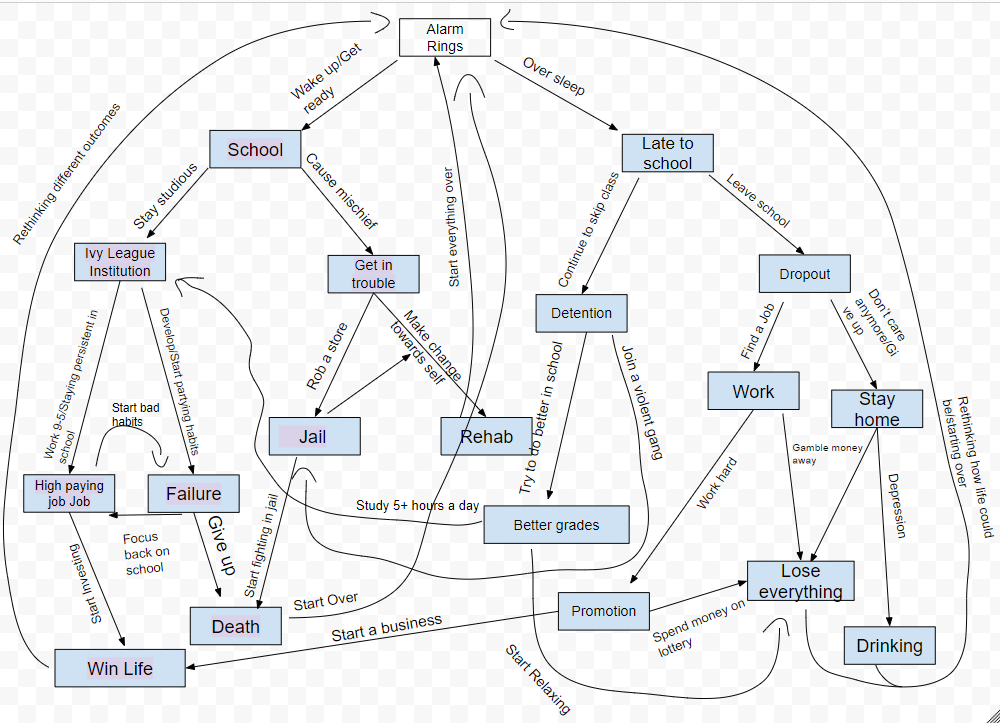 Alarm
Rings
Wake up/Get
ready
Over sleep
Rethinking different outcomes
School
Late to
school
Stay studious
Cause mischief
Start everything over
Continue to skip class
Leave school
Ivy League
Institution
Get in
trouble
Dropout
Detention
Find a Job
Don't care
anymore/Gi
ve up
Work 9-5/Staying persistent in
school
Develop/Start partying habits
Rob a store
Make change
towards self
Try to do better in school
Join a violent gang
Work
Stay
home
Start bad
habits
Jail
Rehab
Gamble money
away
Rethinking how life could
be/starting over
High paying
job Job
Failure
Study 5+ hours a day
Better grades
Work hard
Depression
Focus
back on
school
Give up
Start fighting in jail
Start Investing
Lose
everything
Death
Start Over
Promotion
Spend money on
lottery
Start a business
Drinking
Win Life
Start Relaxing